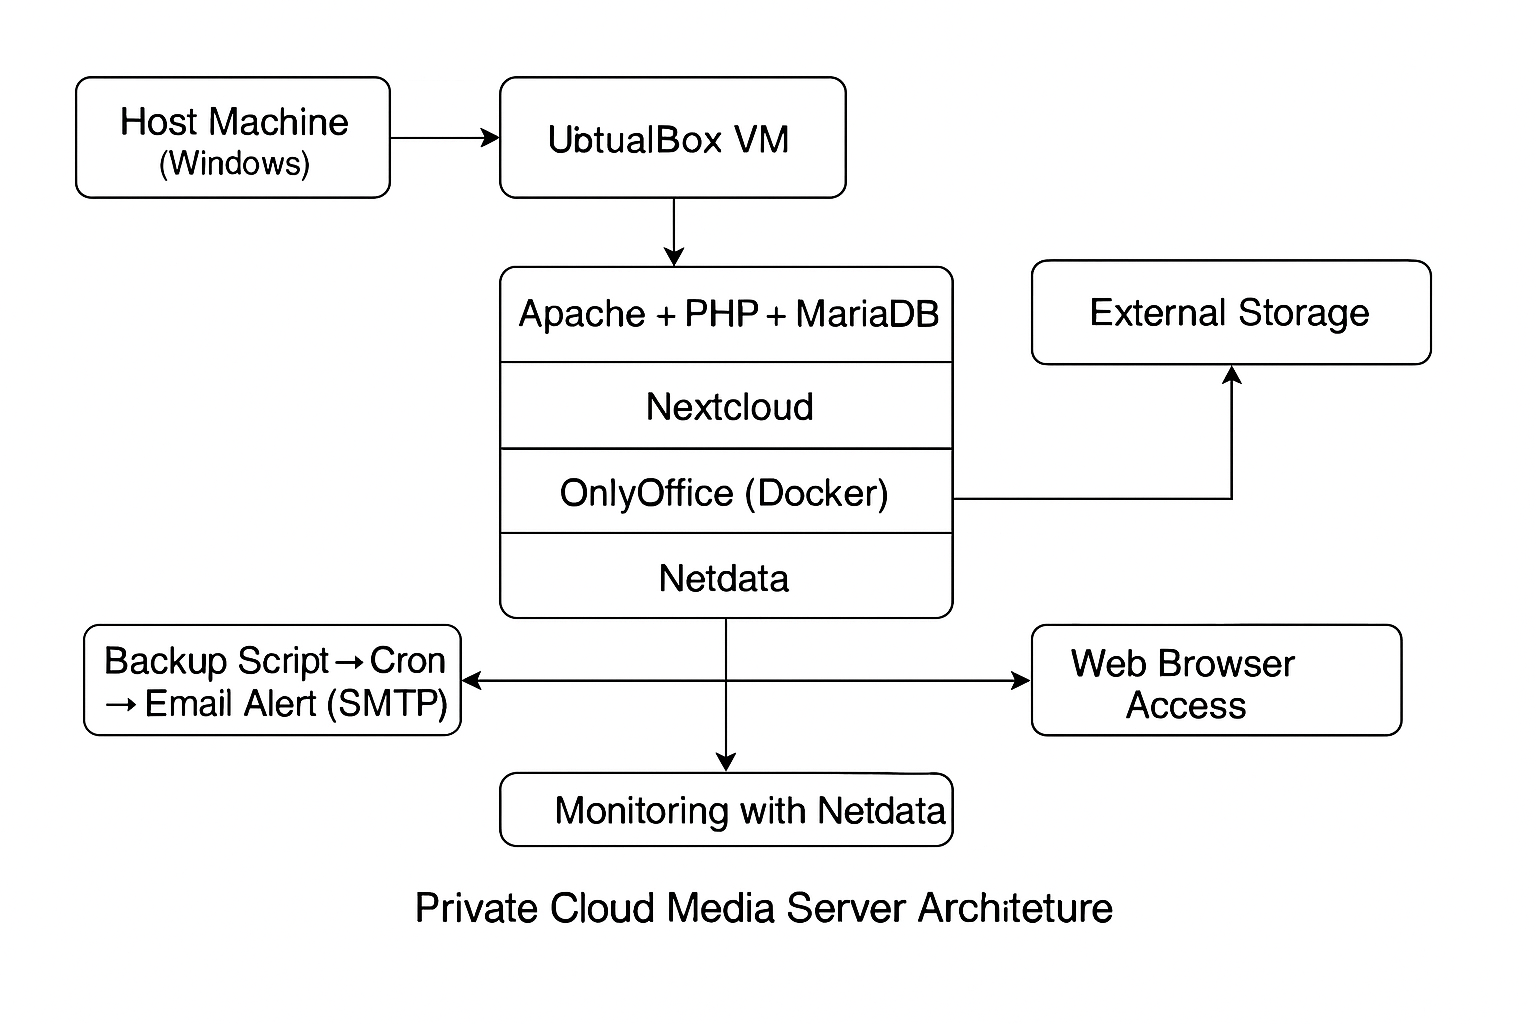 Host Machine
(Windows)
UbtualBox VM
Apache + PHP + MariaDB
External Storage
Nextcloud
OnlyOffice (Docker)
Netdata
Backup Script → Cron
→ Email Alert (SMTP)
Web Browser
Access
Monitoring with Netdata
Private Cloud Media Server Architeture